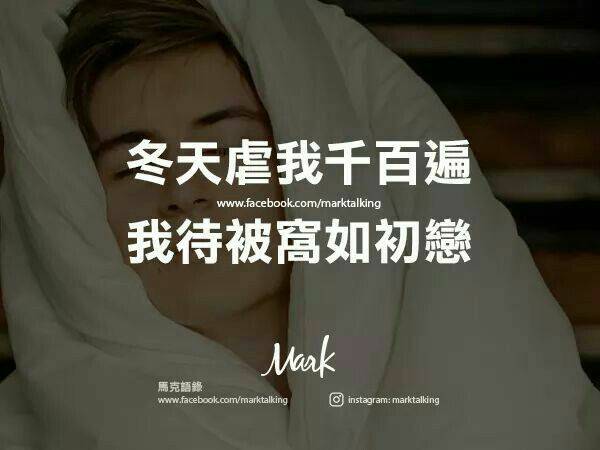 冬天虐我千百遍
www.facebook.com/marktalking
我待被窩如初戀
Mark
馬克語錄
www.facebook.com/marktalking
instagram: marktalking